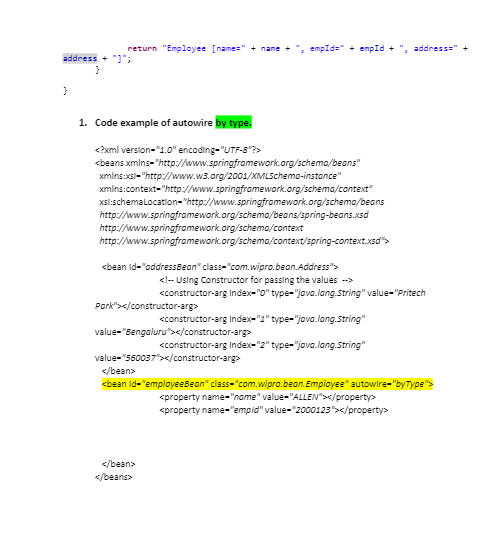 return "Employee [name=" + name + ", empId=" + empId + ", address=" +
address + "]";
}
}
1. Code example of autowire by type.
<?xml version="1.0" encoding="UTF-8"?>
<beans xmlns="http://www.springframework.org/schema/beans"
xmlns:xsi="http://www.w3.org/2001/XMLSchema-instance"
xmlns:context="http://www.springframework.org/schema/context"
xsi:schemaLocation="http://www.springframework.org/schema/beans
http://www.springframework.org/schema/beans/spring-beans.xsd
http://www.springframework.org/schema/context
http://www.springframework.org/schema/context/spring-context.xsd">
<bean id="addressBean" class="com.wipro.bean.Address">
<!-- Using Constructor for passing the values -->
<constructor-arg index="0" type="java.lang.String" value="Pritech
Park"></constructor-arg>
<constructor-arg index="1" type="java.lang.String"
value="Bengaluru"></constructor-arg>
<constructor-arg index="2" type="java.lang.String"
value="560037"></constructor-arg>
</bean>
<bean id="employeeBean" class="com.wipro.bean.Employee" autowire="byType">
<property name="name" value="ALLEN"></property>
<property name="empId" value="2000123"></property>
</bean>
</beans>